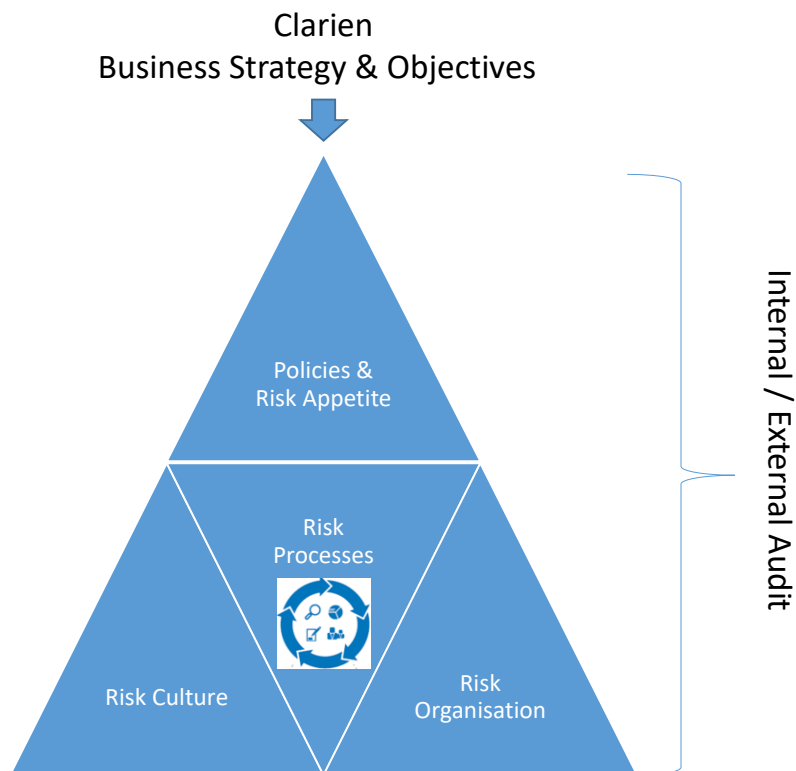 Clarien
Business Strategy & Objectives
Policies &
Risk Appetite
Risk
Processes
Risk Culture
Risk
Organisation
Internal / External Audit